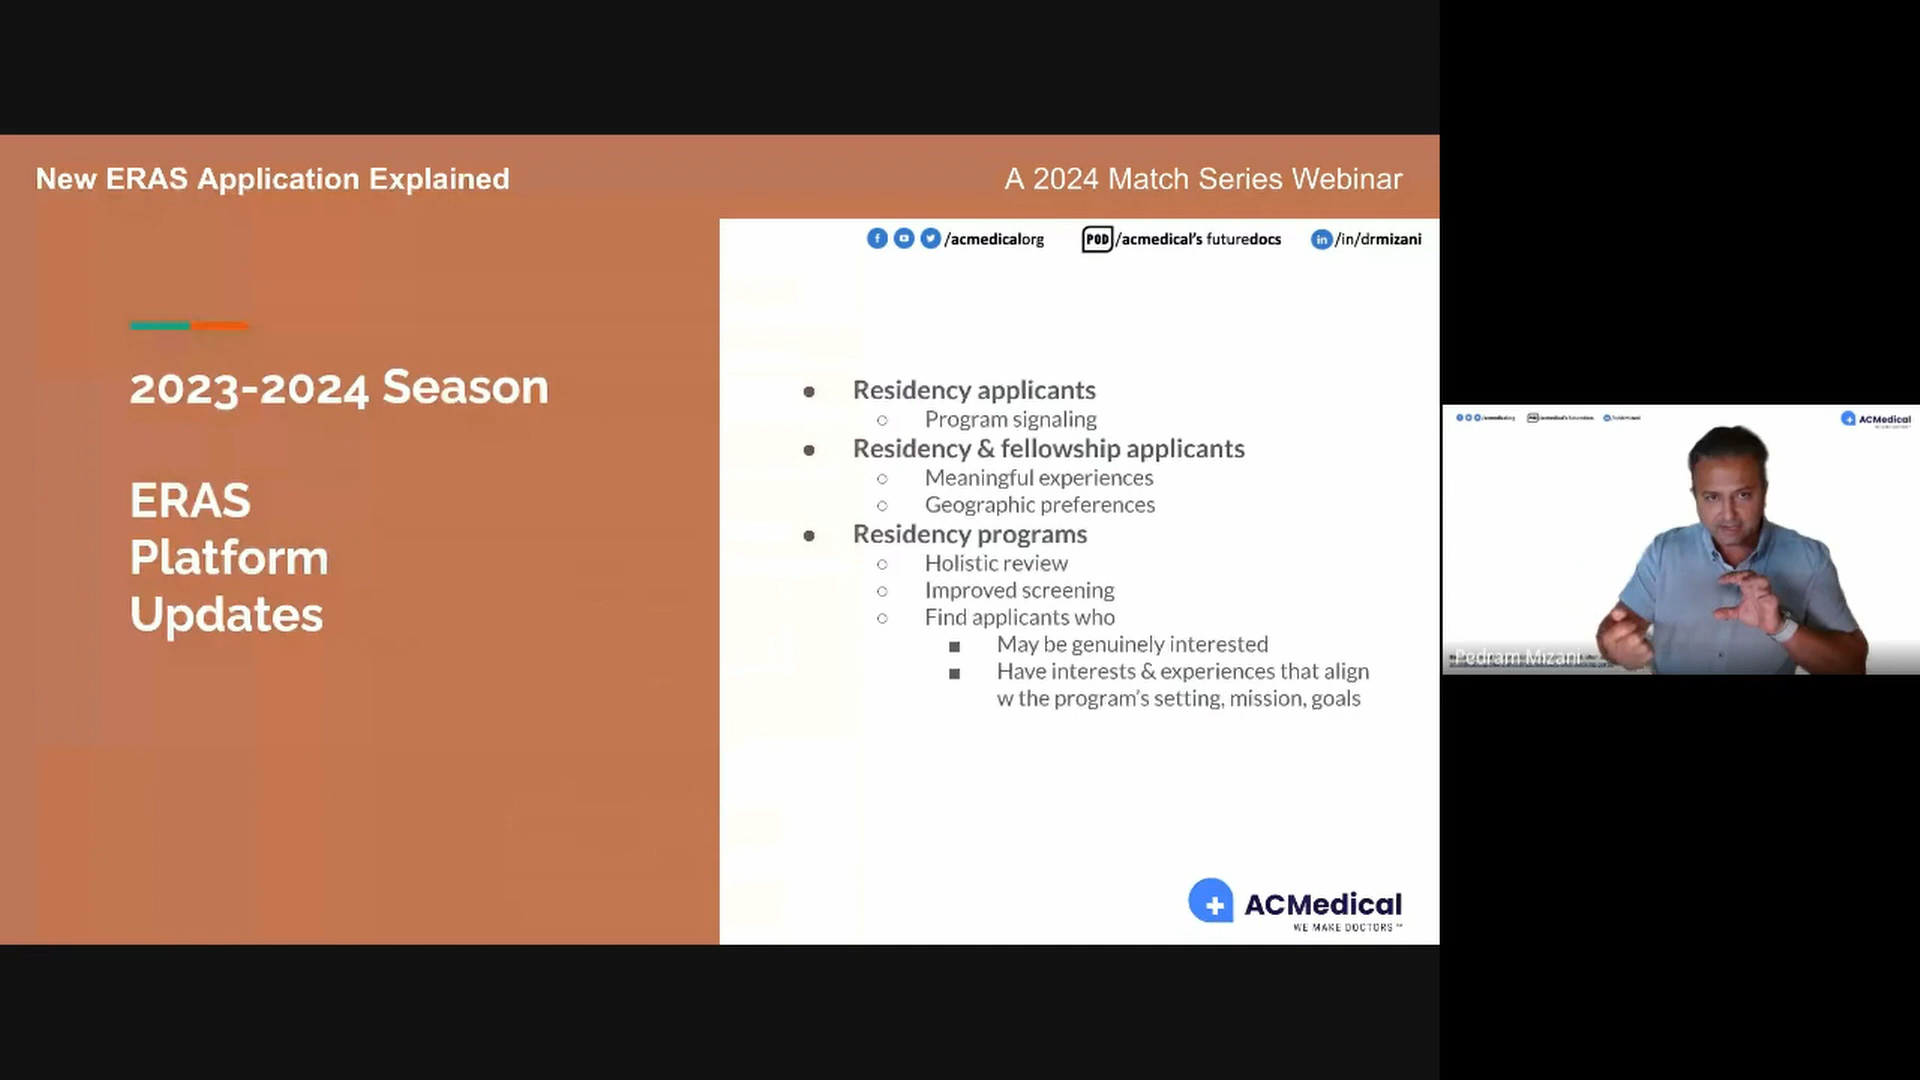 New ERAS Application Explained
A 2024 Match Series Webinar
/acmedicalorg
POD /acmedical's futuredocs
in /in/drmizani
2023-2024 Season
ERAS
Platform
Updates
● Residency applicants
○ Program signaling
● Residency & fellowship applicants
○ Meaningful experiences
○ Geographic preferences
● Residency programs
○ Holistic review
○ Improved screening
○ Find applicants who
■ May be genuinely interested
■ Have interests & experiences that align
w the program's setting, mission, goals
ACMedical
WE MAKE DOCTORS™
ACMedical
Pedram Mizani